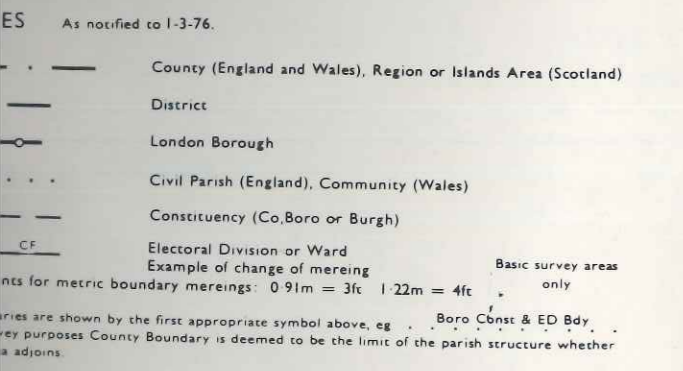 ES As notified to 1-3-76.
County (England and Wales), Region or Islands Area (Scotland)
District
London Borough
Civil Parish (England), Community (Wales)
Constituency (Co,Boro or Burgh)
CF Electoral Division or Ward
Example of change of mereing
Basic survey areas
only
nts for metric boundary mereings: 0·91m = 3ft 1·22m = 4ft
aries are shown by the first appropriate symbol above, eg Boro Const & ED Bdy
vey purposes County Boundary is deemed to be the limit of the parish structure whether
a adjoins.